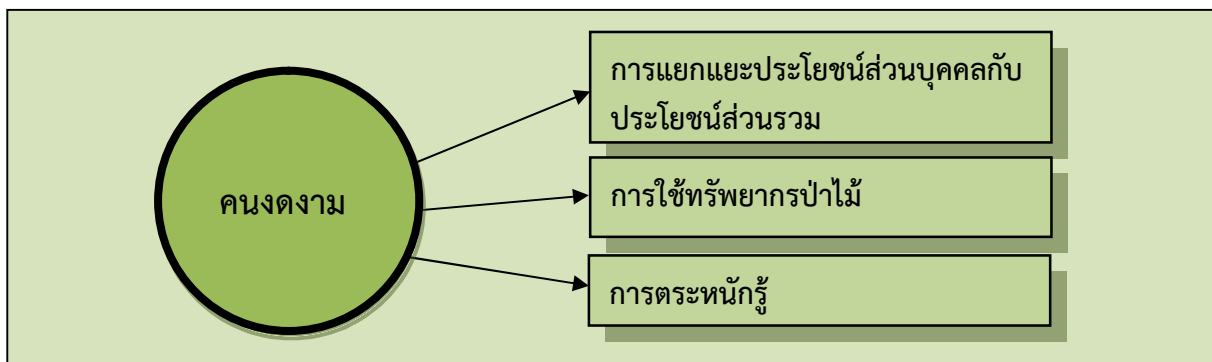 การแยกแยะประโยชน์ส่วนบุคคลกับ
ประโยชน์ส่วนรวม
คนงดงาม
การใช้ทรัพยากรป่าไม้
การตระหนักรู้